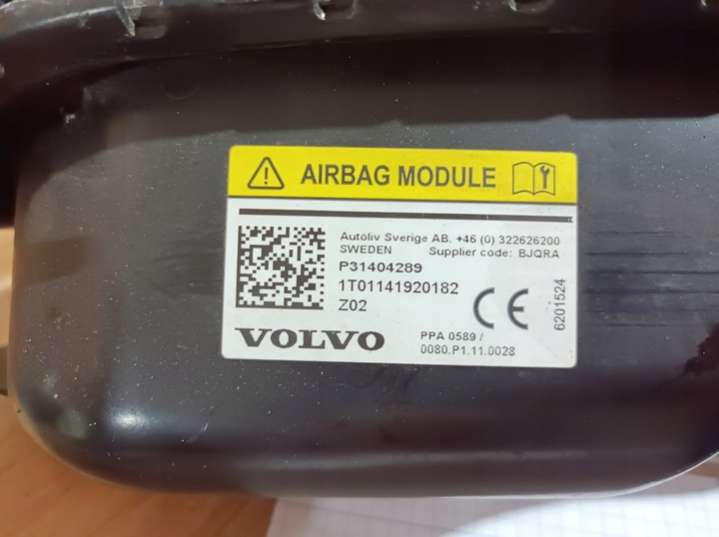 AIRBAG MODULE
Autoliv Sverige AB. +46 (0) 322626200
SWEDEN Supplier code: BJQRA
P31404289
1T01141920182
Z02
CE
6201524
VOLVO
PPA 0589 /
0080.P1.11.0028